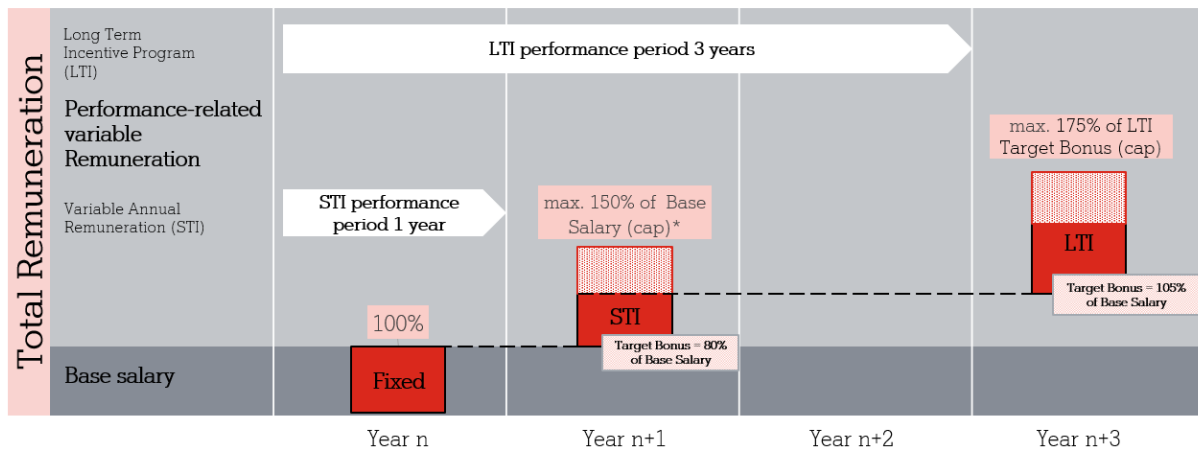 Total Remuneration
Long Term
Incentive Program
(LTI)
LTI performance period 3 years
Performance-related
variable
Remuneration
max. 175% of LTI
Target Bonus (cap)
Variable Annual
Remuneration (STI)
STI performance
period 1 year
max. 150% of Base
Salary (cap)*
LTI
Target Bonus = 105%
of Base Salary
STI
100%
Target Bonus = 80%
of Base Salary
Base salary
Fixed
Year n
Year n+1
Year n+2
Year n+3